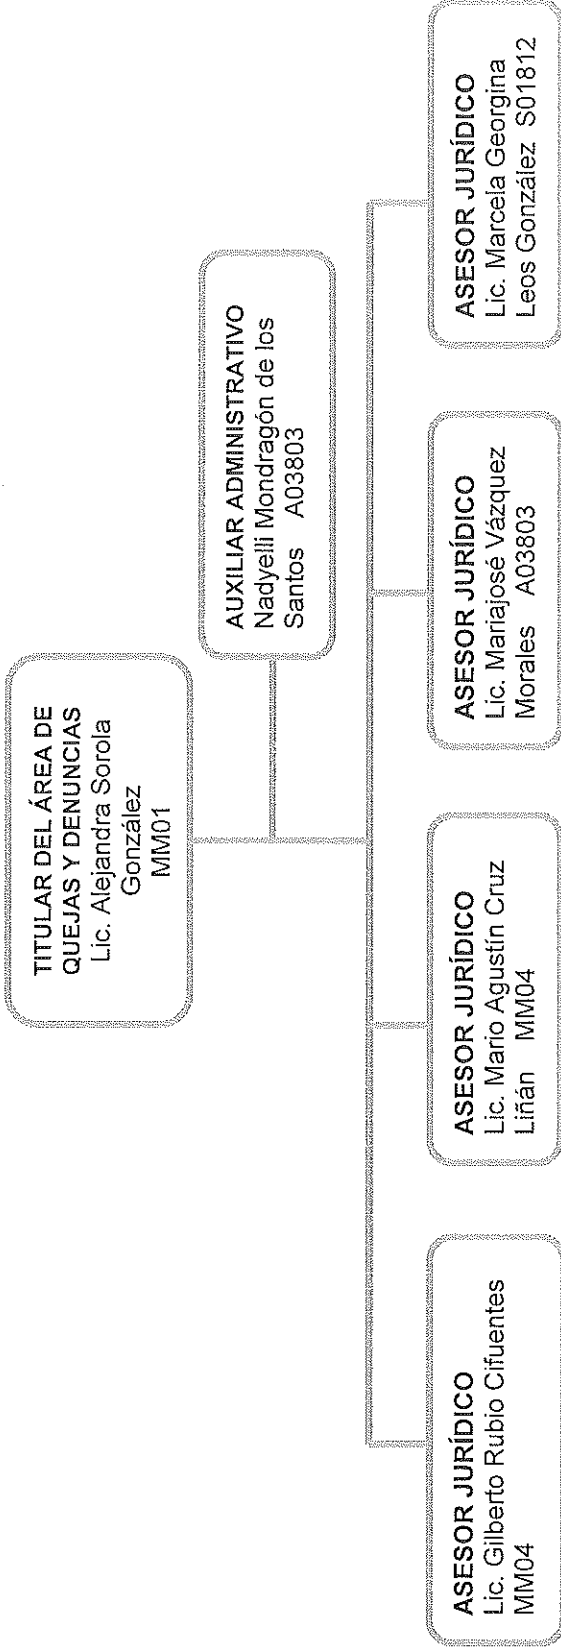 TITULAR DEL ÁREA DE
QUEJAS Y DENUNCIAS
Lic. Alejandra Sorola
González
MM01
AUXILIAR ADMINISTRATIVO
Nadyelli Mondragón de los
Santos A03803
ASESOR JURÍDICO
Lic. Gilberto Rubio Cifuentes
MM04
ASESOR JURÍDICO
Lic. Mario Agustín Cruz
Liñán MM04
ASESOR JURÍDICO
Lic. Mariajosé Vázquez
Morales A03803
ASESOR JURÍDICO
Lic. Marcela Georgina
Leos González S01812